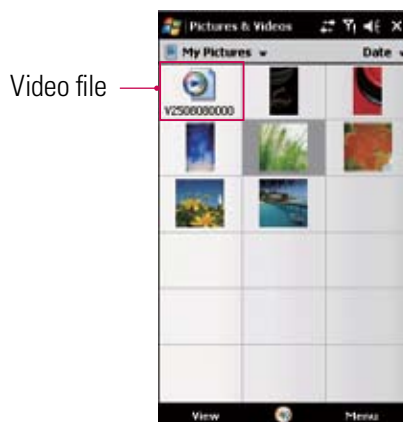 Pictures & Videos
My Pictures Date
Video file
V2508080000
View Menu